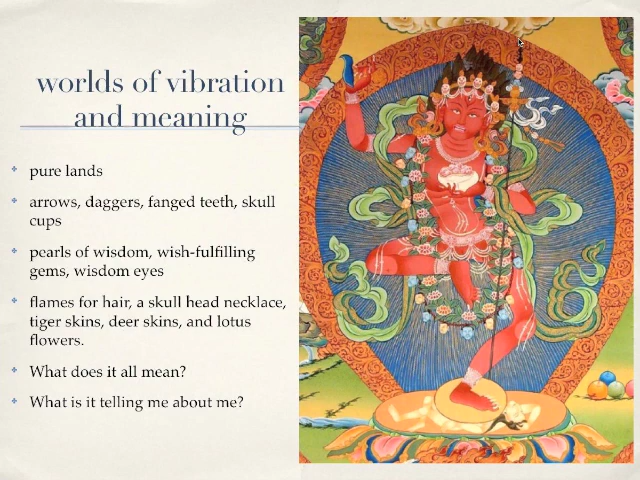 worlds of vibration
and meaning
pure lands
arrows, daggers, fanged teeth, skull
cups
pearls of wisdom, wish-fulfilling
gems, wisdom eyes
flames for hair, a skull head necklace,
tiger skins, deer skins, and lotus
flowers.
What does it all mean?
What is it telling me about me?